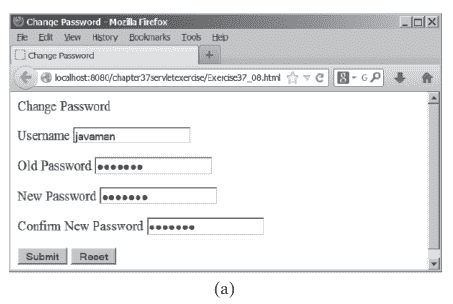 Change Password - Mozilla Firefox
File Edit View History Bookmarks Tools Help
Change Password +
localhost:8080/chapter37servletexercise/Exercise37_08.html
Change Password
Username javaman
Old Password •••••••
New Password •••••••
Confirm New Password •••••••
Submit Reset
(a)